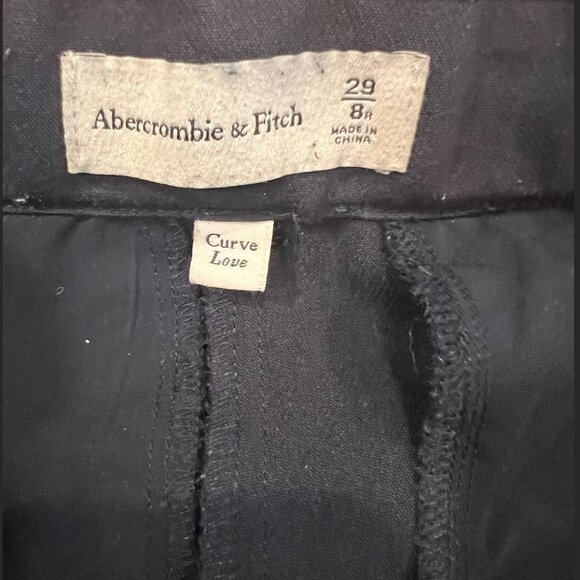 Abercrombie & Fitch
29
8R
MADE IN
CHINA
Curve
Love